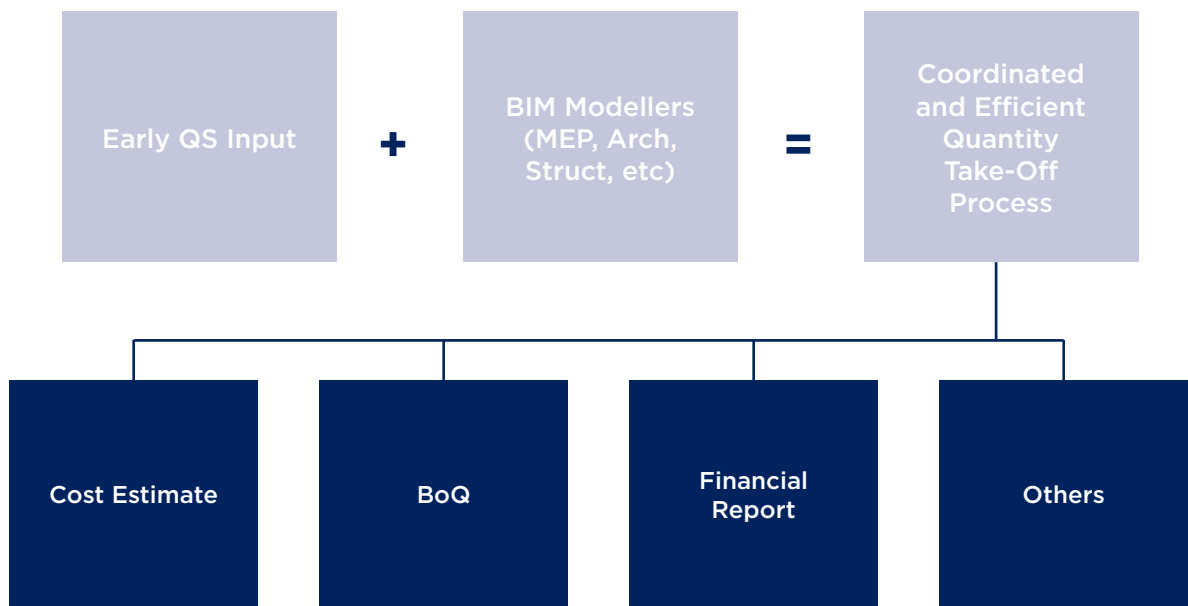 Early QS Input
+
BIM Modellers
(MEP, Arch,
Struct, etc)
=
Coordinated
and Efficient
Quantity
Take-Off
Process
Cost Estimate
BoQ
Financial
Report
Others